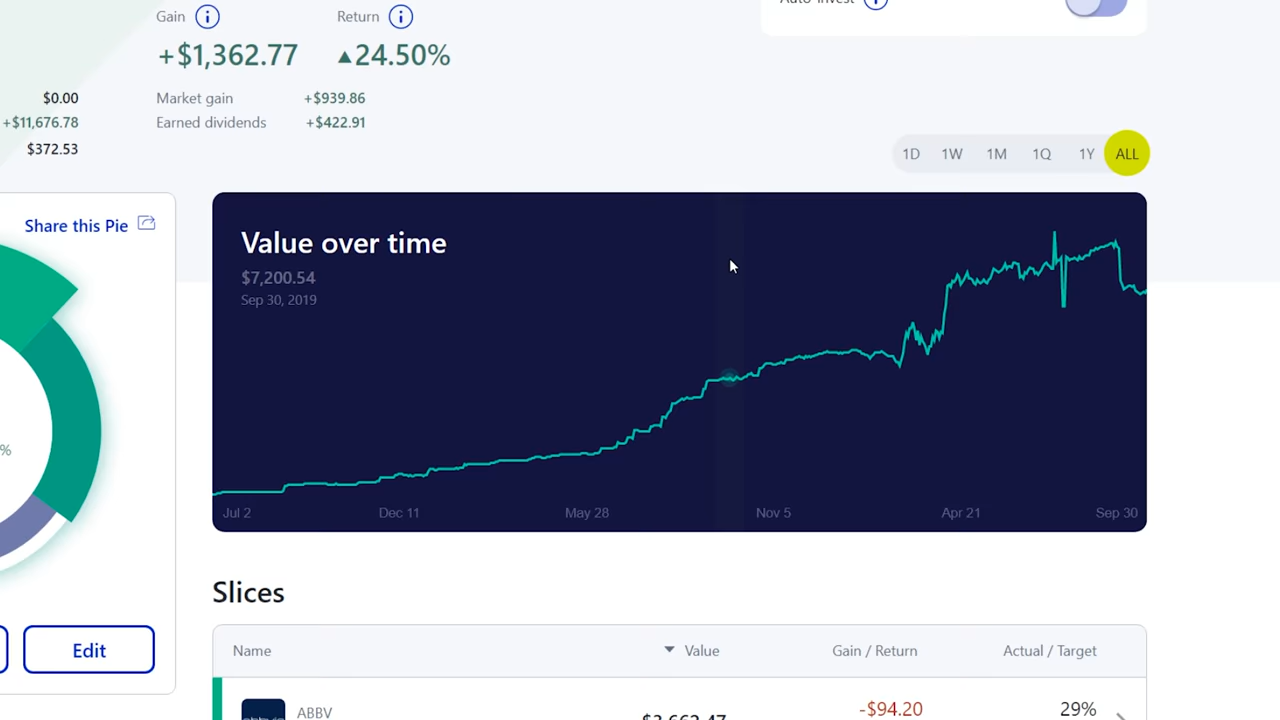 Gain Return
+$1,362.77 ▲24.50%
$0.00
+$11,676.78
$372.53
Market gain +$939.86
Earned dividends +$422.91
1D 1W 1M 1Q 1Y ALL
Share this Pie
%
Edit
Value over time
$7,200.54
Sep 30, 2019
Jul 2 Dec 11 May 28 Nov 5 Apr 21 Sep 30
Slices
Name Value Gain / Return Actual / Target
ABBV -$94.20 29%